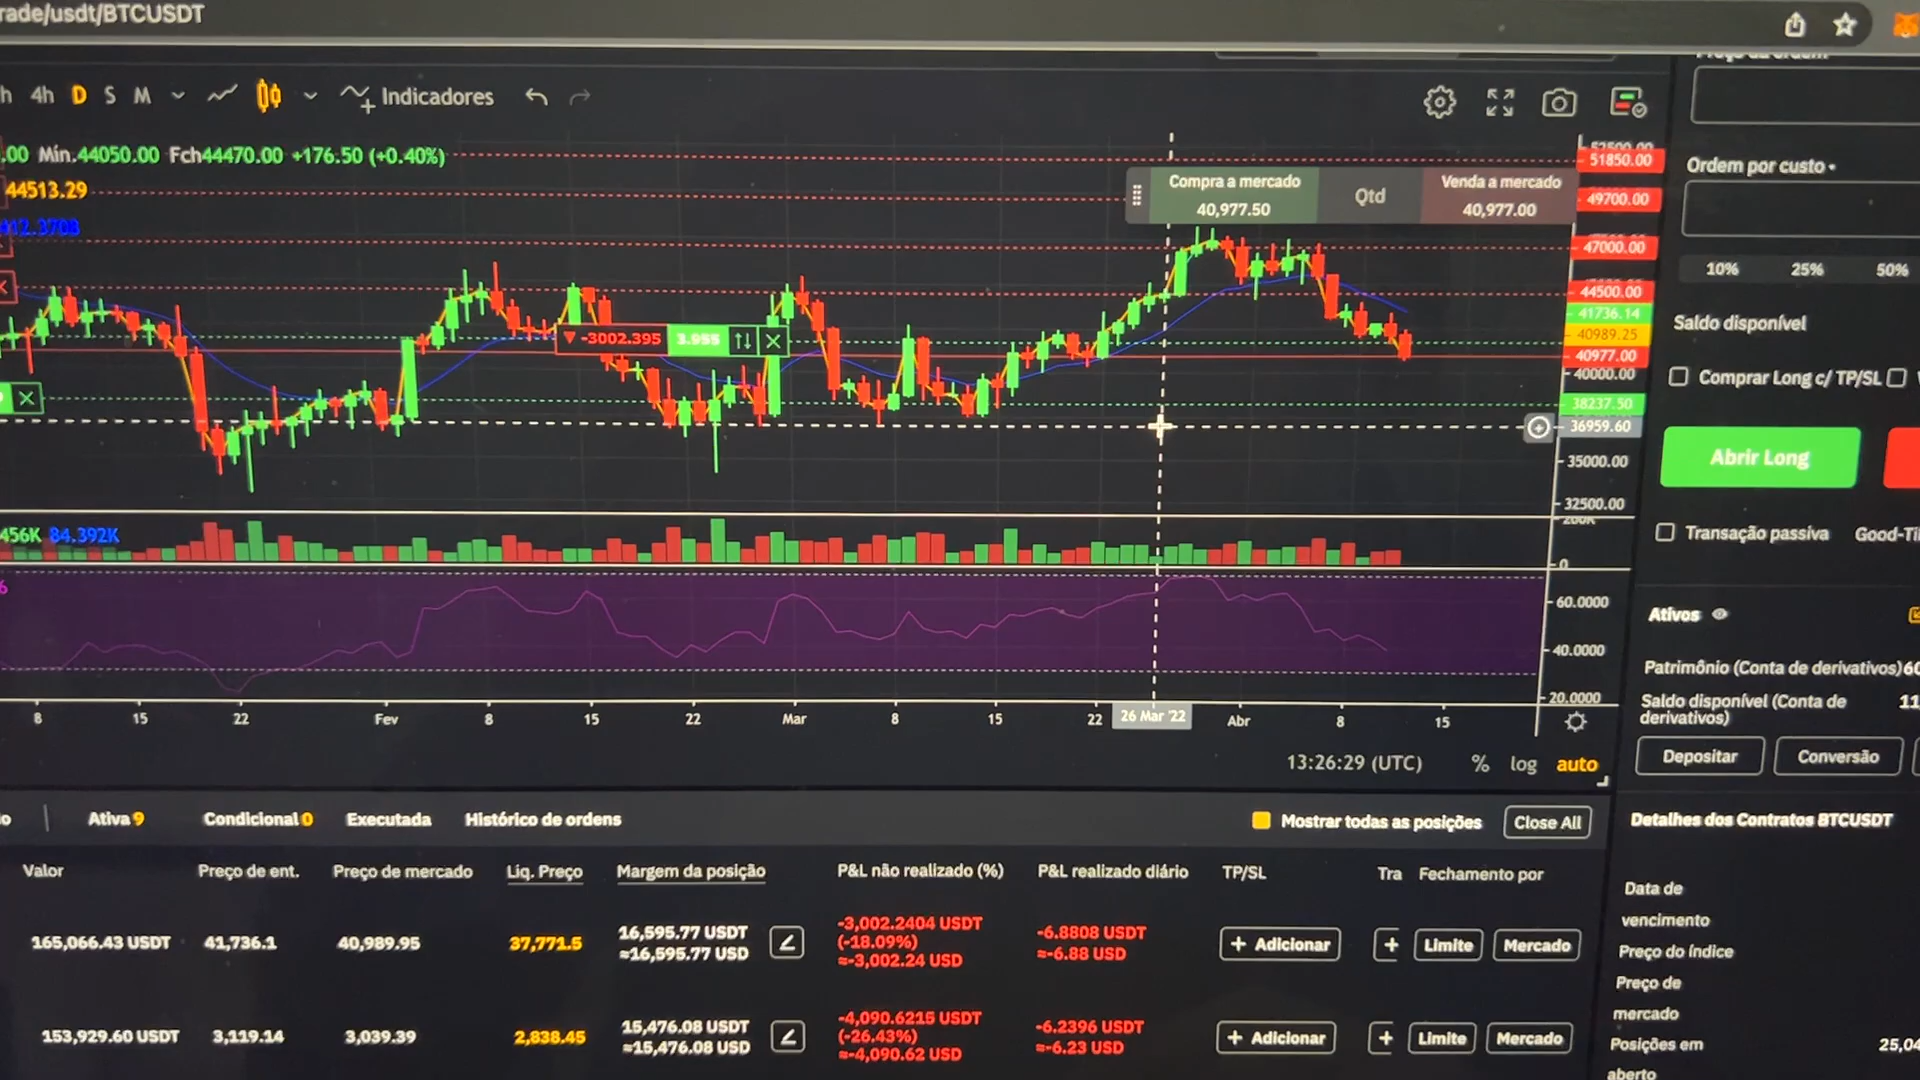 rade/usdt/BTCUSDT
h 4h D S M Indicadores
.00 Mín.44050.00 Fch44470.00 +176.50 (+0.40%)
44513.29
Compra a mercado
40,977.50
Qtd
Venda a mercado
40,977.00
-3002.395 3.955
51850.00
49700.00
47000.00
44500.00
41736.14
40989.25
40977.00
40000.00
38237.50
36959.60
35000.00
32500.00
456K 84.392K
0
60.0000
40.0000
20.0000
8 15 22 Fev 8 15 22 Mar 8 15 22 26 Mar '22 Abr 8 15
13:26:29 (UTC) % log auto
Ordem por custo
10% 25% 50%
Saldo disponível
Comprar Long c/ TP/SL
Abrir Long
Transação passiva Good-Ti
Ativos
Patrimônio (Conta de derivativos)
Saldo disponível (Conta de derivativos) 11
Depositar Conversão
o Ativa 9 Condicional 0 Executada Histórico de ordens
Mostrar todas as posições Close All
Valor Preço de ent. Preço de mercado Liq. Preço Margem da posição P&L não realizado (%) P&L realizado diário TP/SL Tra Fechamento por
165,066.43 USDT 41,736.1 40,989.95 37,771.5
16,595.77 USDT
≈16,595.77 USD
-3,002.2404 USDT
(-18.09%)
≈-3,002.24 USD
-6.8808 USDT
≈-6.88 USD
+ Adicionar + Limite Mercado
153,929.60 USDT 3,119.14 3,039.39 2,838.45
15,476.08 USDT
≈15,476.08 USD
-4,090.6215 USDT
(-26.43%)
≈-4,090.62 USD
-6.2396 USDT
≈-6.23 USD
+ Adicionar + Limite Mercado
Detalhes dos Contratos BTCUSDT
Data de
vencimento
Preço do índice
Preço de
mercado
Posições em 25,04
aberto